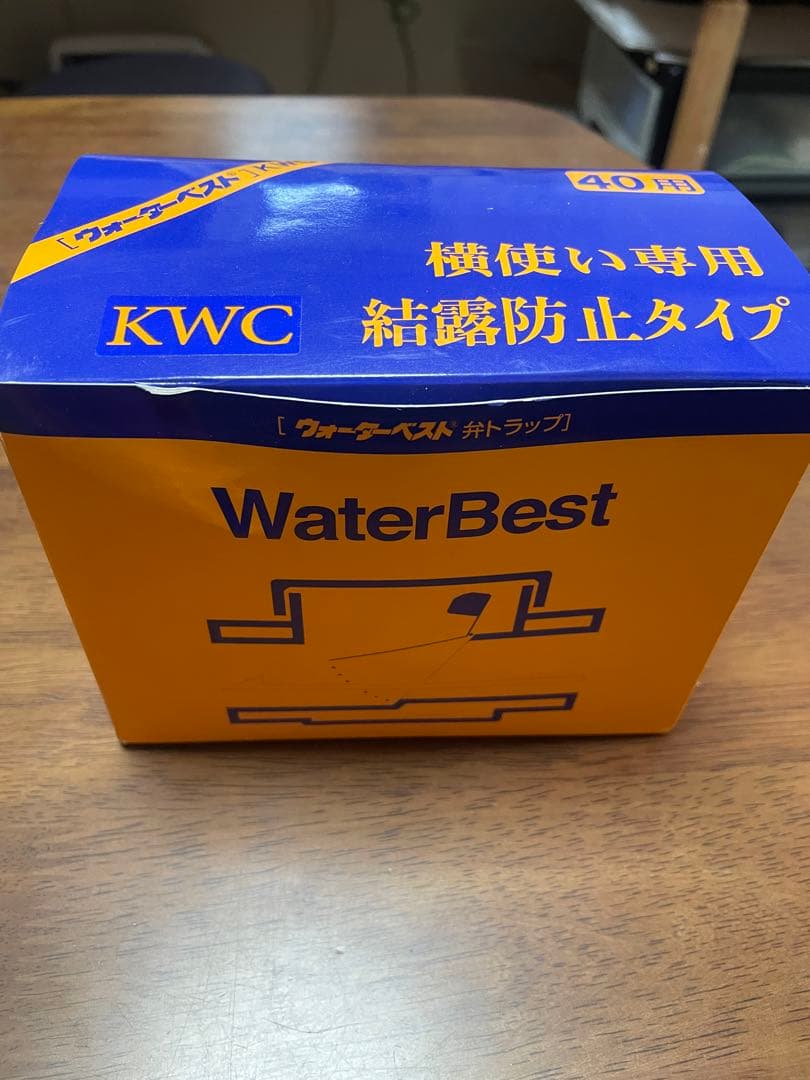 [ウォーターベスト®] KWC
40用
横使い専用
KWC
結露防止タイプ
[ウォーターベスト® 弁トラップ]
WaterBest